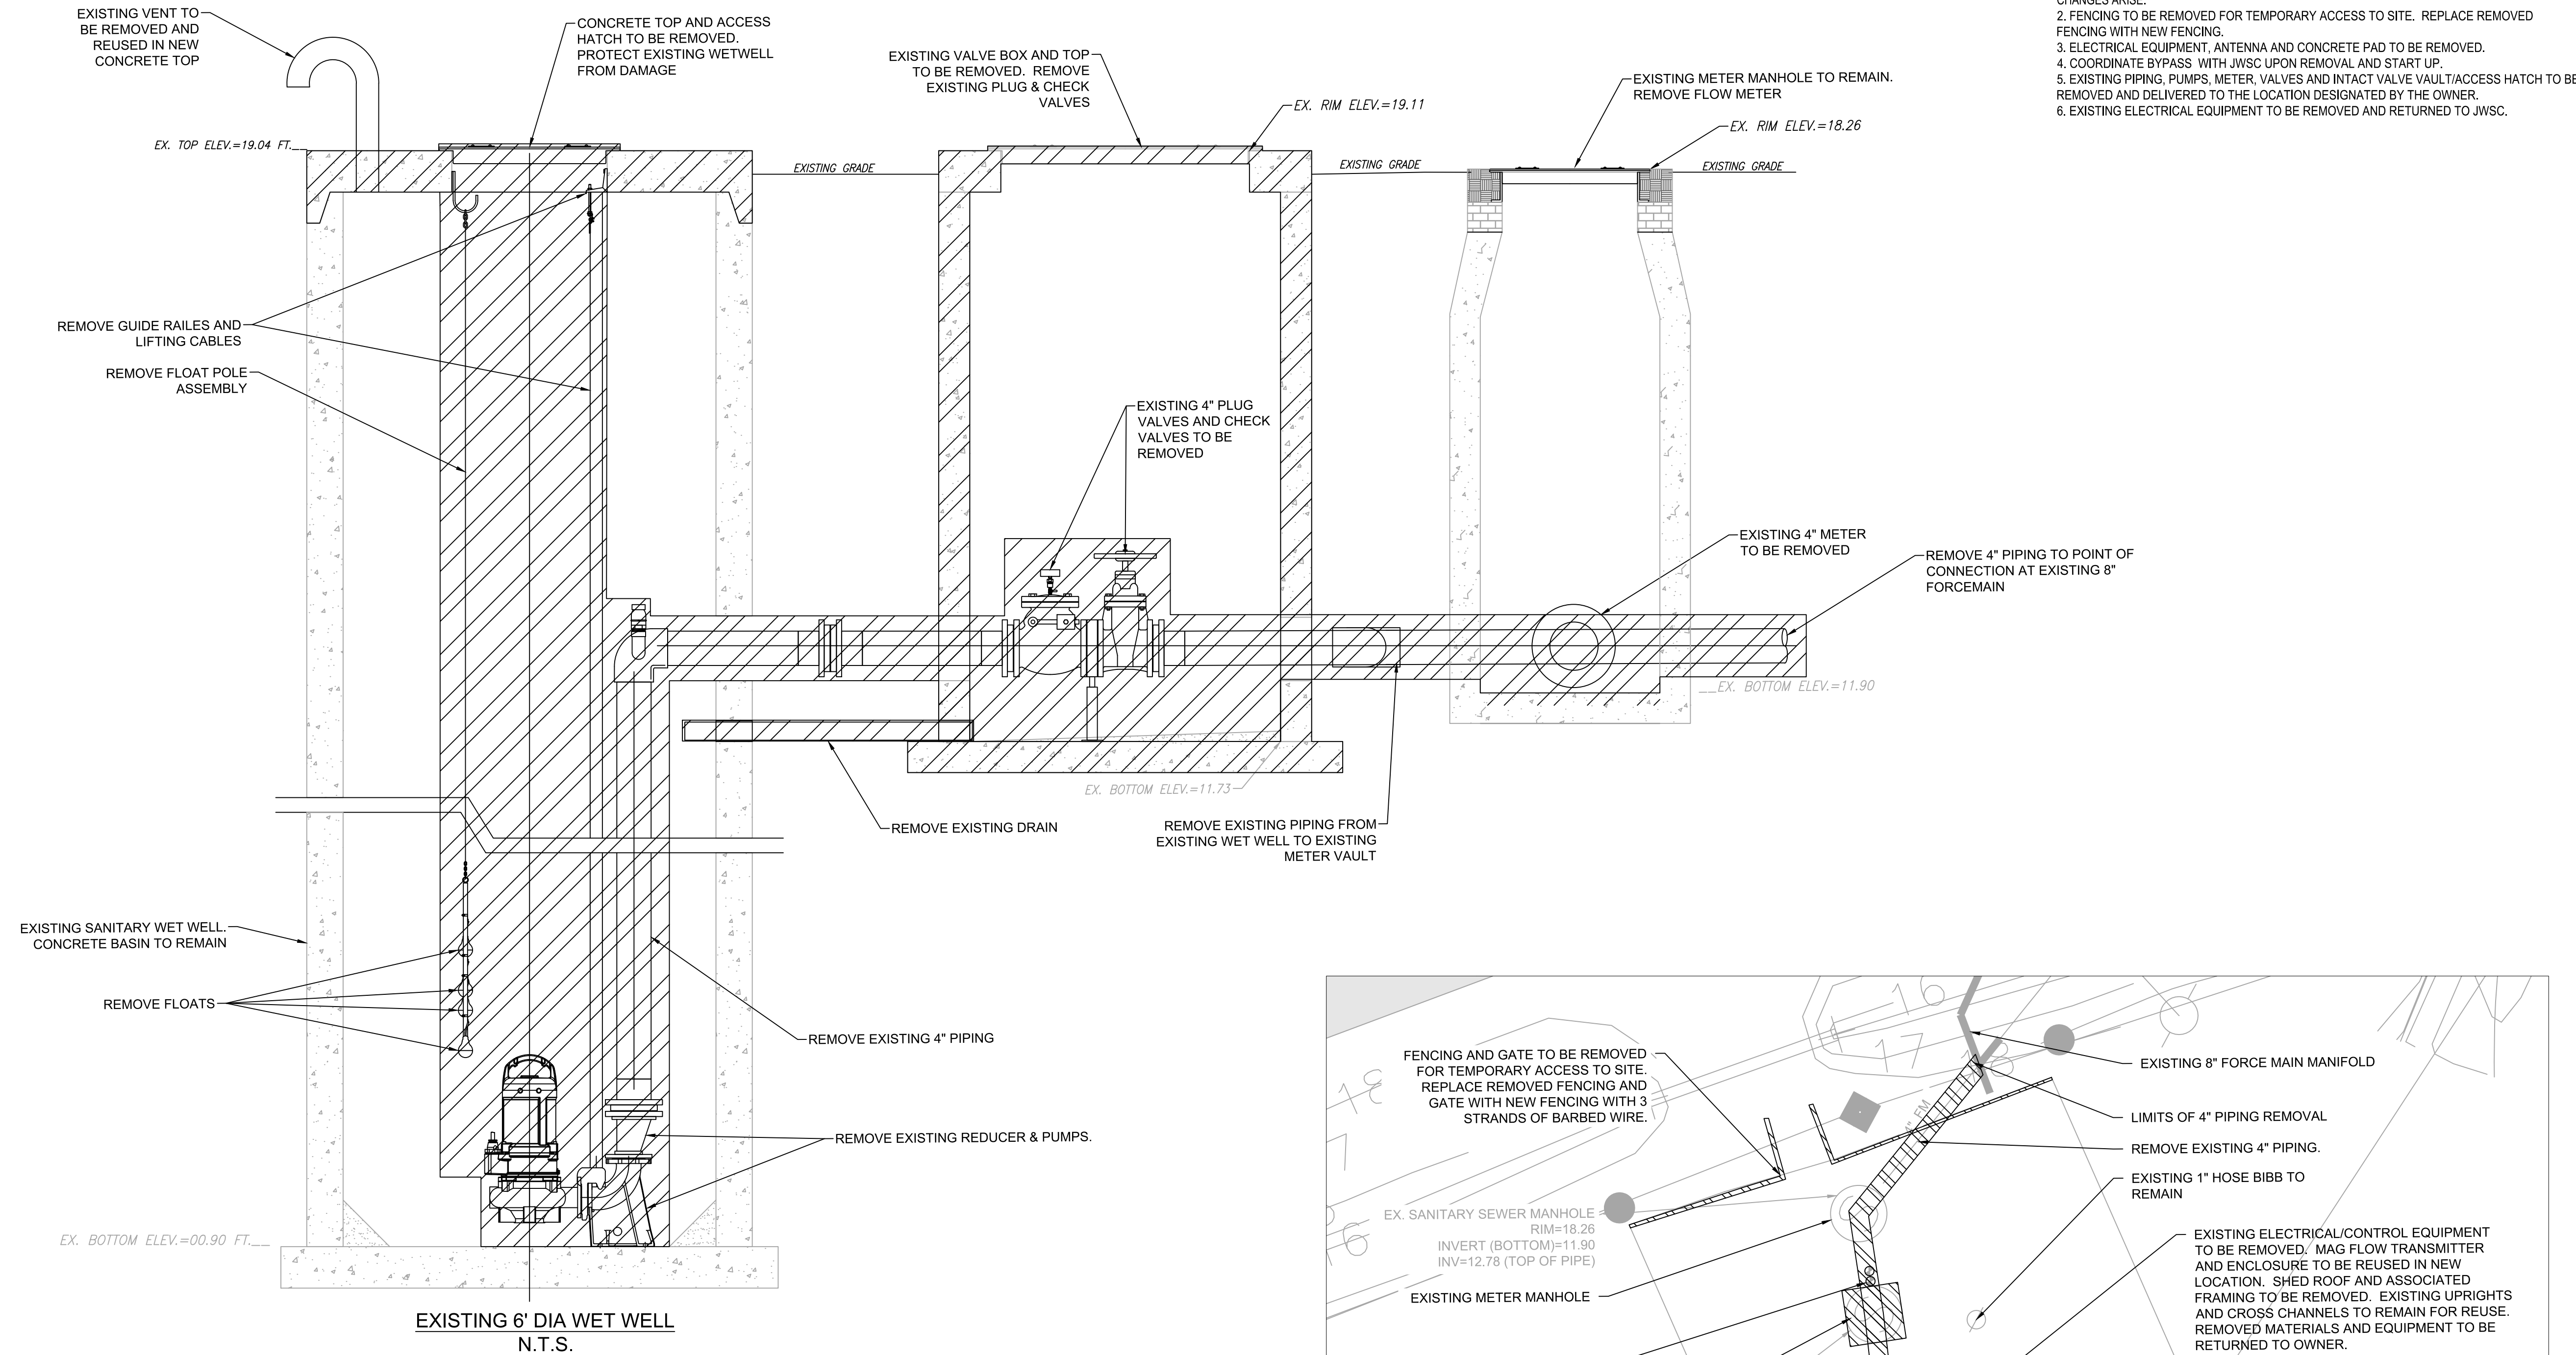 EXISTING VENT TO
BE REMOVED AND
REUSED IN NEW
CONCRETE TOP
CONCRETE TOP AND ACCESS
HATCH TO BE REMOVED.
PROTECT EXISTING WETWELL
FROM DAMAGE
EXISTING VALVE BOX AND TOP
TO BE REMOVED. REMOVE
EXISTING PLUG & CHECK
VALVES
EX. RIM ELEV.=19.11
EXISTING METER MANHOLE TO REMAIN.
REMOVE FLOW METER
EX. RIM ELEV.=18.26
CHANGES ARISE.
2. FENCING TO BE REMOVED FOR TEMPORARY ACCESS TO SITE. REPLACE REMOVED
FENCING WITH NEW FENCING.
3. ELECTRICAL EQUIPMENT, ANTENNA AND CONCRETE PAD TO BE REMOVED.
4. COORDINATE BYPASS WITH JWSC UPON REMOVAL AND START UP.
5. EXISTING PIPING, PUMPS, METER, VALVES AND INTACT VALVE VAULT/ACCESS HATCH TO BE
REMOVED AND DELIVERED TO THE LOCATION DESIGNATED BY THE OWNER.
6. EXISTING ELECTRICAL EQUIPMENT TO BE REMOVED AND RETURNED TO JWSC.
EX. TOP ELEV.=19.04 FT.
EXISTING GRADE
EXISTING GRADE
EXISTING GRADE
REMOVE GUIDE RAILES AND
LIFTING CABLES
REMOVE FLOAT POLE
ASSEMBLY
EXISTING 4" PLUG
VALVES AND CHECK
VALVES TO BE
REMOVED
EXISTING 4" METER
TO BE REMOVED
REMOVE 4" PIPING TO POINT OF
CONNECTION AT EXISTING 8"
FORCEMAIN
EX. BOTTOM ELEV.=11.90
EX. BOTTOM ELEV.=11.73
REMOVE EXISTING DRAIN
REMOVE EXISTING PIPING FROM
EXISTING WET WELL TO EXISTING
METER VAULT
EXISTING SANITARY WET WELL.
CONCRETE BASIN TO REMAIN
REMOVE FLOATS
REMOVE EXISTING 4" PIPING
REMOVE EXISTING REDUCER & PUMPS.
EX. BOTTOM ELEV.=00.90 FT.
EXISTING 6' DIA WET WELL
N.T.S.
FENCING AND GATE TO BE REMOVED
FOR TEMPORARY ACCESS TO SITE.
REPLACE REMOVED FENCING AND
GATE WITH NEW FENCING WITH 3
STRANDS OF BARBED WIRE.
16
17
18
18
4" FM
EXISTING 8" FORCE MAIN MANIFOLD
LIMITS OF 4" PIPING REMOVAL
REMOVE EXISTING 4" PIPING.
EXISTING 1" HOSE BIBB TO
REMAIN
EX. SANITARY SEWER MANHOLE
RIM=18.26
INVERT (BOTTOM)=11.90
INV=12.78 (TOP OF PIPE)
EXISTING METER MANHOLE
EXISTING ELECTRICAL/CONTROL EQUIPMENT
TO BE REMOVED. MAG FLOW TRANSMITTER
AND ENCLOSURE TO BE REUSED IN NEW
LOCATION. SHED ROOF AND ASSOCIATED
FRAMING TO BE REMOVED. EXISTING UPRIGHTS
AND CROSS CHANNELS TO REMAIN FOR REUSE.
REMOVED MATERIALS AND EQUIPMENT TO BE
RETURNED TO OWNER.